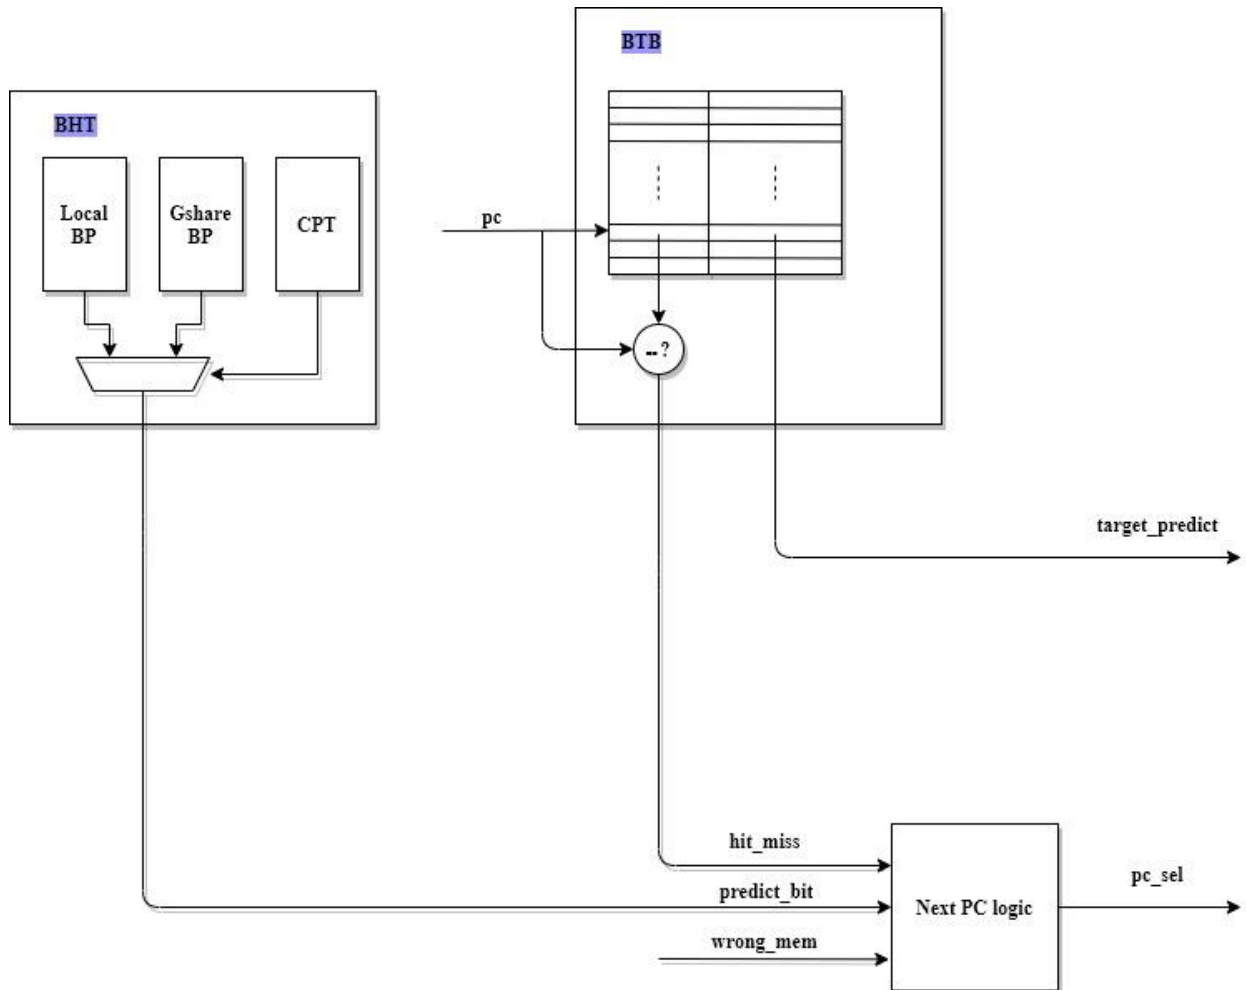 BTB
BHT
Local
BP
Gshare
BP
CPT
pc
?
target_predict
hit_miss
predict_bit
wrong_mem
Next PC logic
pc_sel